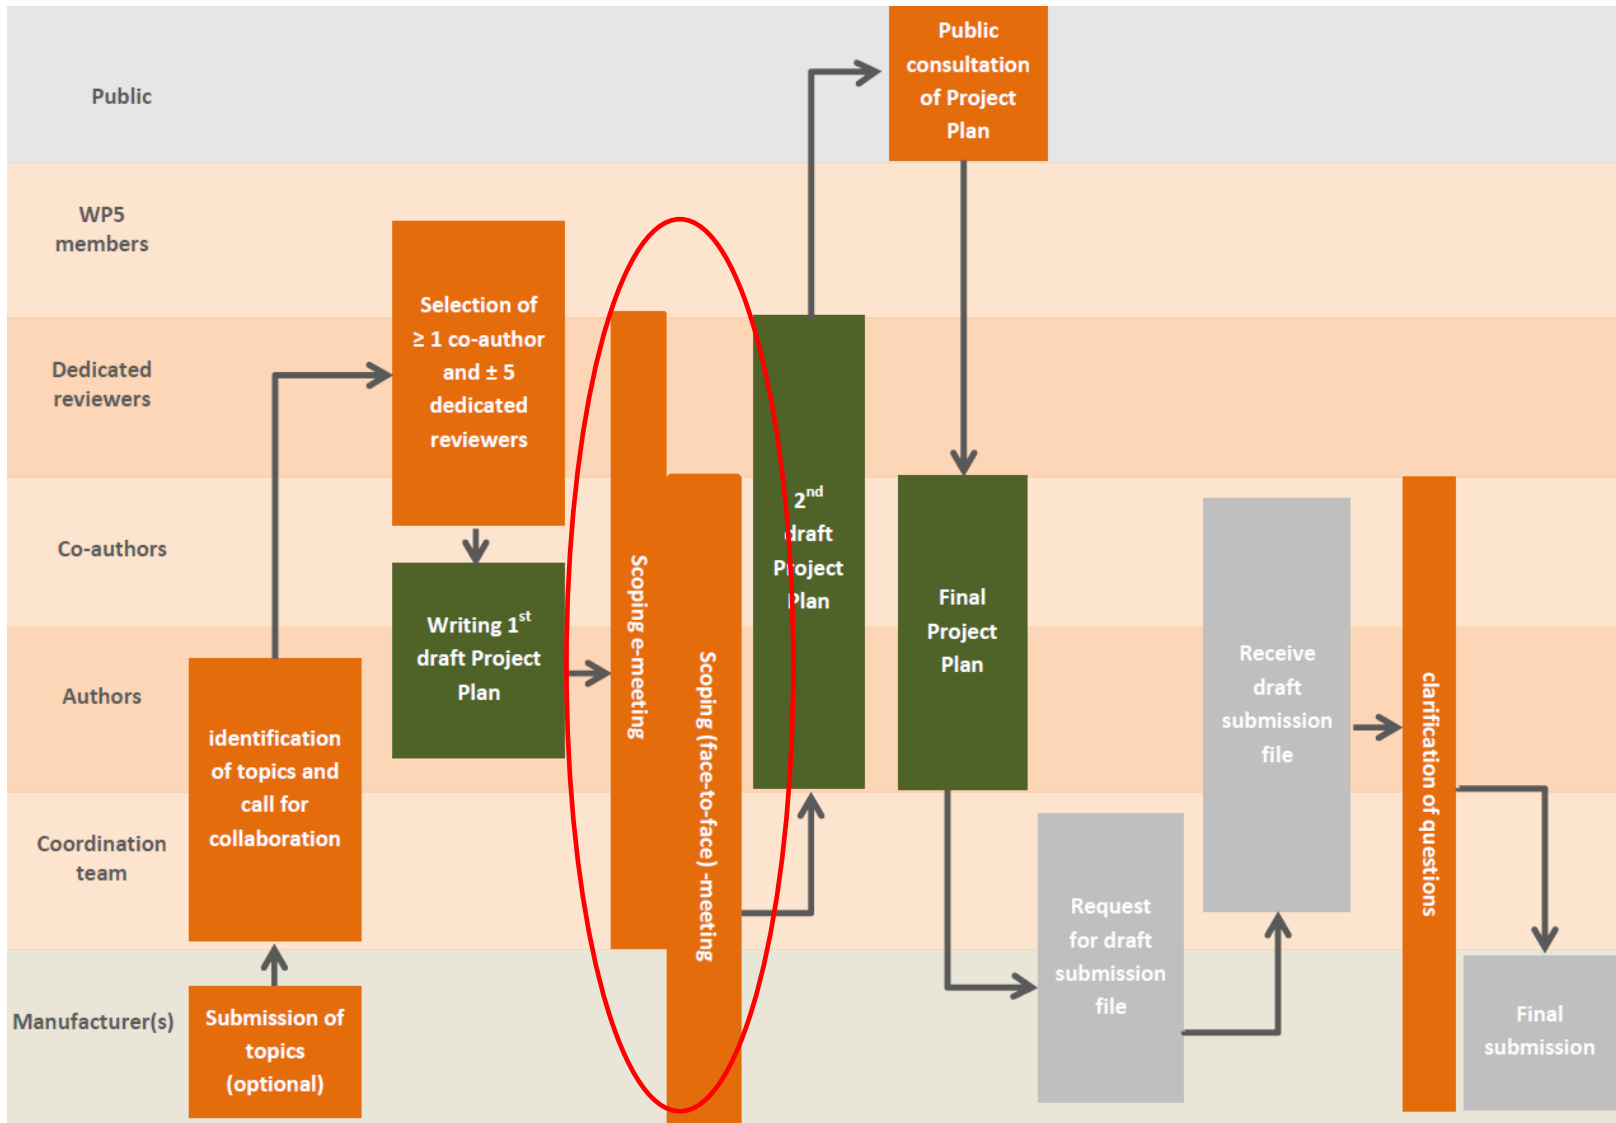 Public
WP5
members
Dedicated
reviewers
Co-authors
Authors
Coordination
team
Manufacturer(s)
Submission of
topics
(optional)
identification
of topics and
call for
collaboration
Selection of
≥ 1 co-author
and ± 5
dedicated
reviewers
Writing 1st
draft Project
Plan
Scoping e-meeting
Scoping (face-to-face) -meeting
2nd
draft
Project
Plan
Public
consultation
of Project
Plan
Final
Project
Plan
Request
for draft
submission
file
Receive
draft
submission
file
clarification of questions
Final
submission